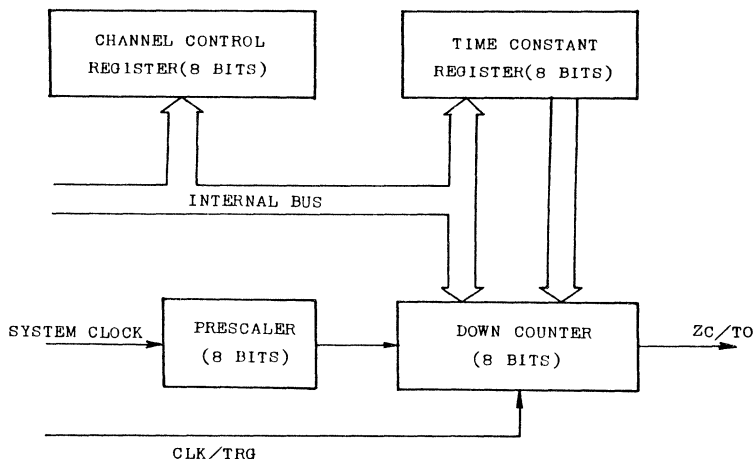 CHANNEL CONTROL
REGISTER(8 BITS)
TIME CONSTANT
REGISTER(8 BITS)
INTERNAL BUS
SYSTEM CLOCK
PRESCALER
(8 BITS)
DOWN COUNTER
(8 BITS)
ZC/TO
CLK/TRG